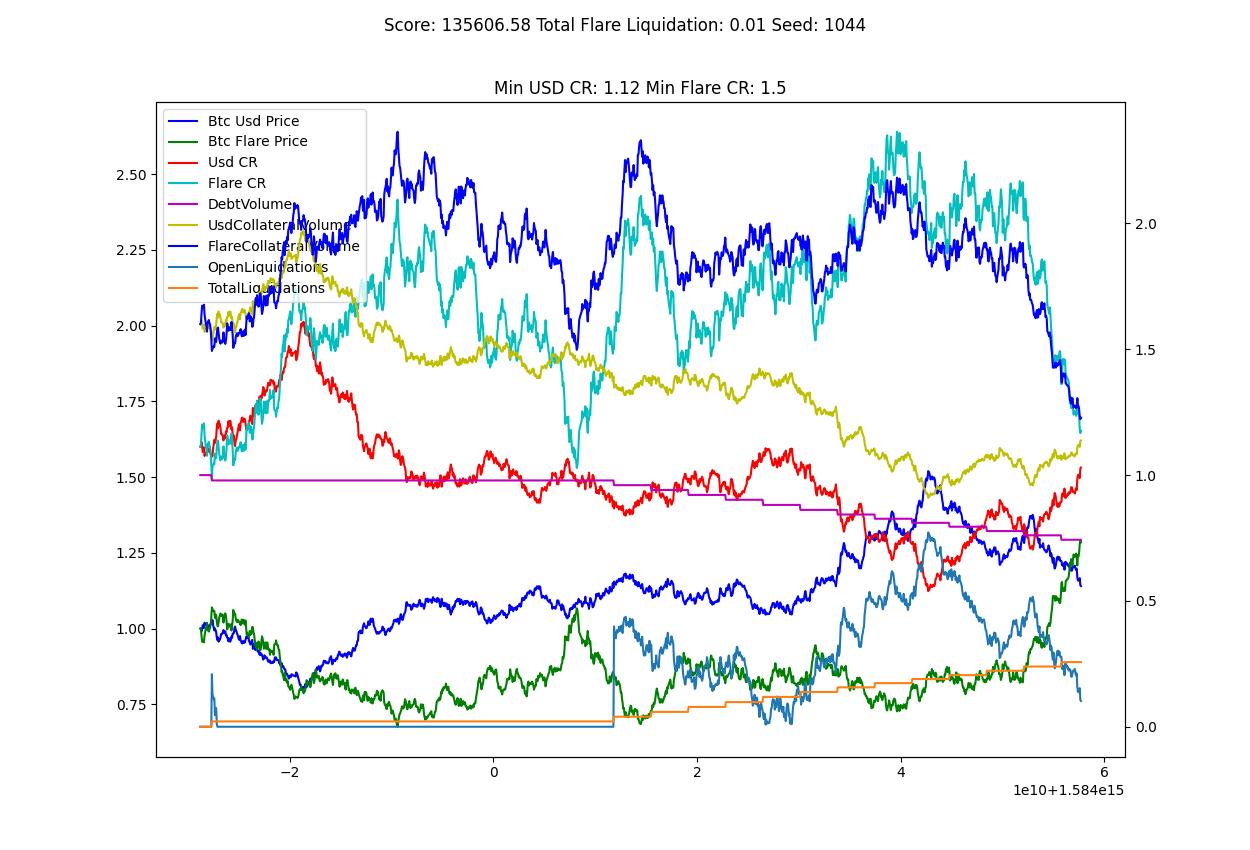 Score: 135606.58 Total Flare Liquidation: 0.01 Seed: 1044
Min USD CR: 1.12 Min Flare CR: 1.5
Btc Usd Price
Btc Flare Price
Usd CR
Flare CR
DebtVolume
UsdCollateralVolume
FlareCollateralVolume
OpenLiquidations
TotalLiquidations
2.50
2.25
2.00
1.75
1.50
1.25
1.00
0.75
2.0
1.5
1.0
0.5
0.0
−2 0 2 4 6
1e10+1.584e15